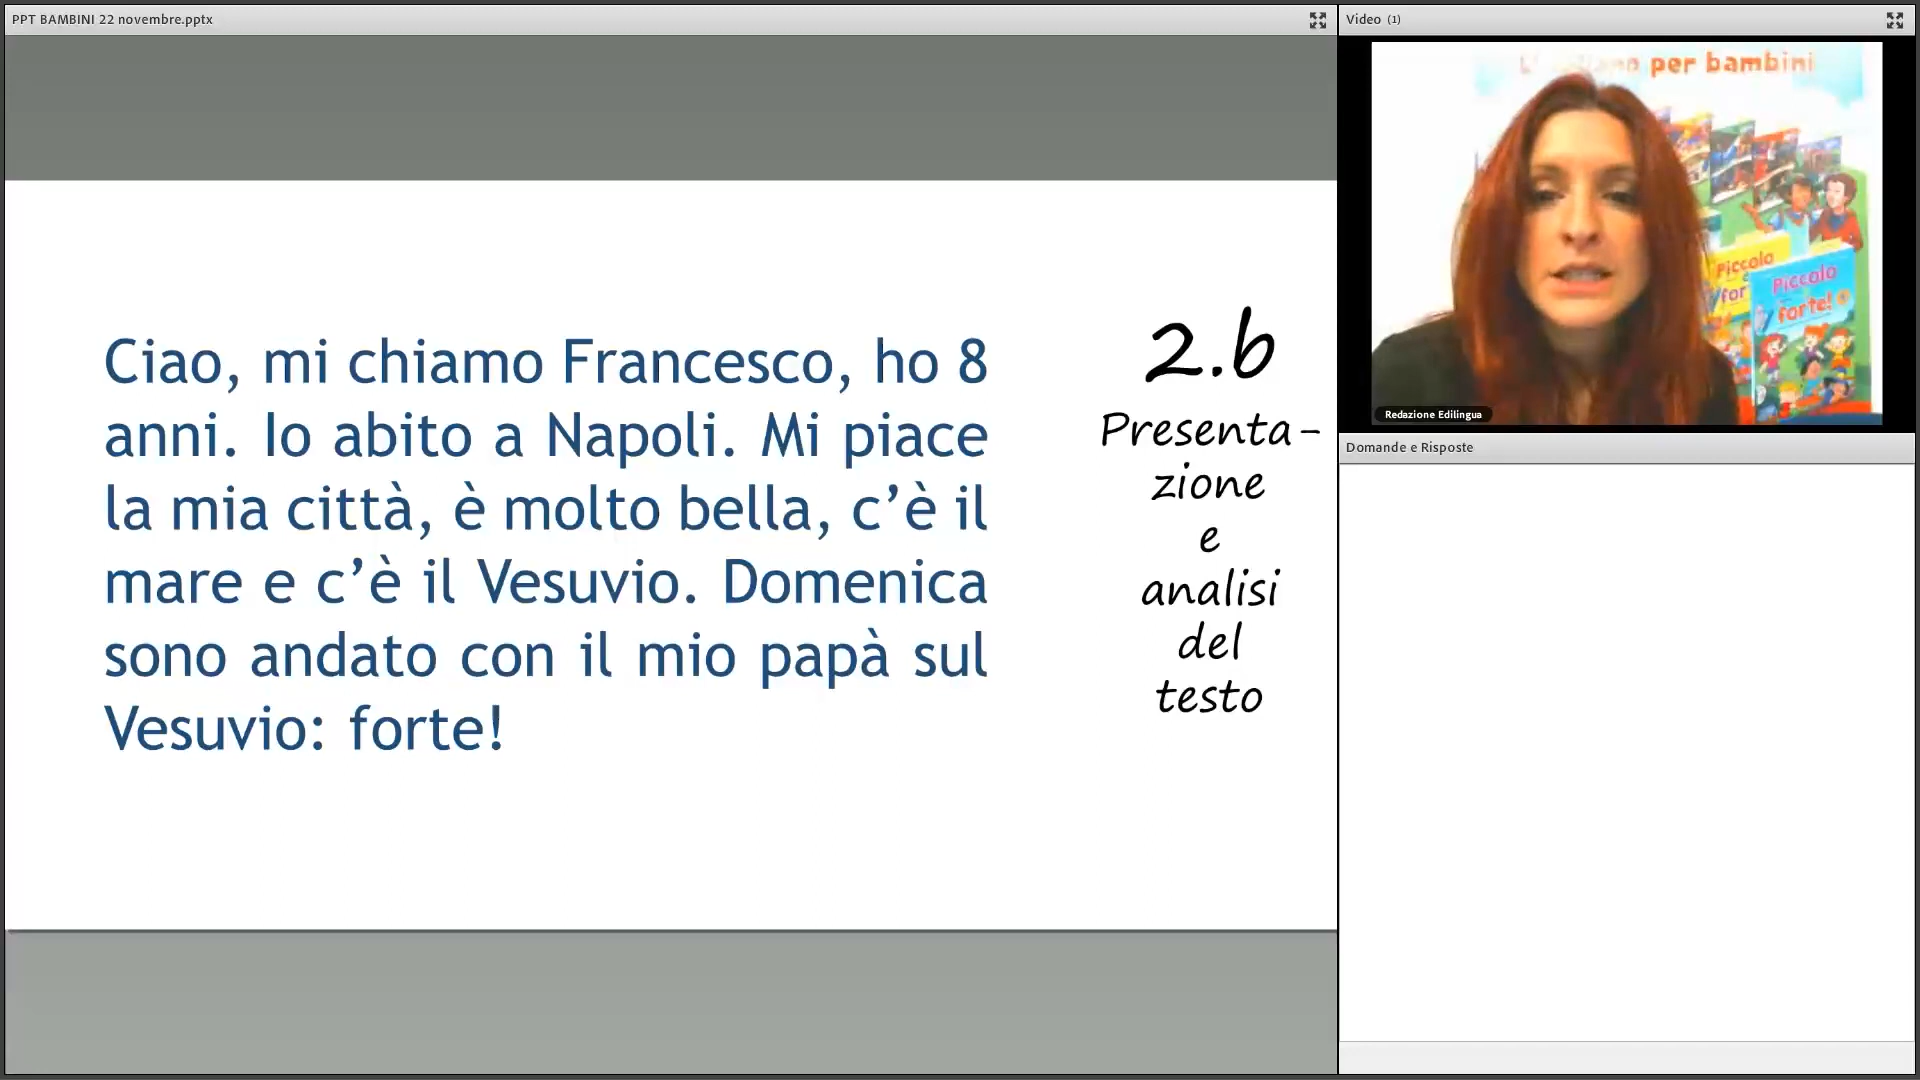 PPT BAMBINI 22 novembre.pptx
Ciao, mi chiamo Francesco, ho 8
anni. Io abito a Napoli. Mi piace
la mia città, è molto bella, c’è il
mare e c’è il Vesuvio. Domenica
sono andato con il mio papà sul
Vesuvio: forte!
2.b
Presenta-
zione
e
analisi
del
testo
Video (1)
per bambini
Piccolo
Piccolo
forte!
Redazione Edilingua
Domande e Risposte